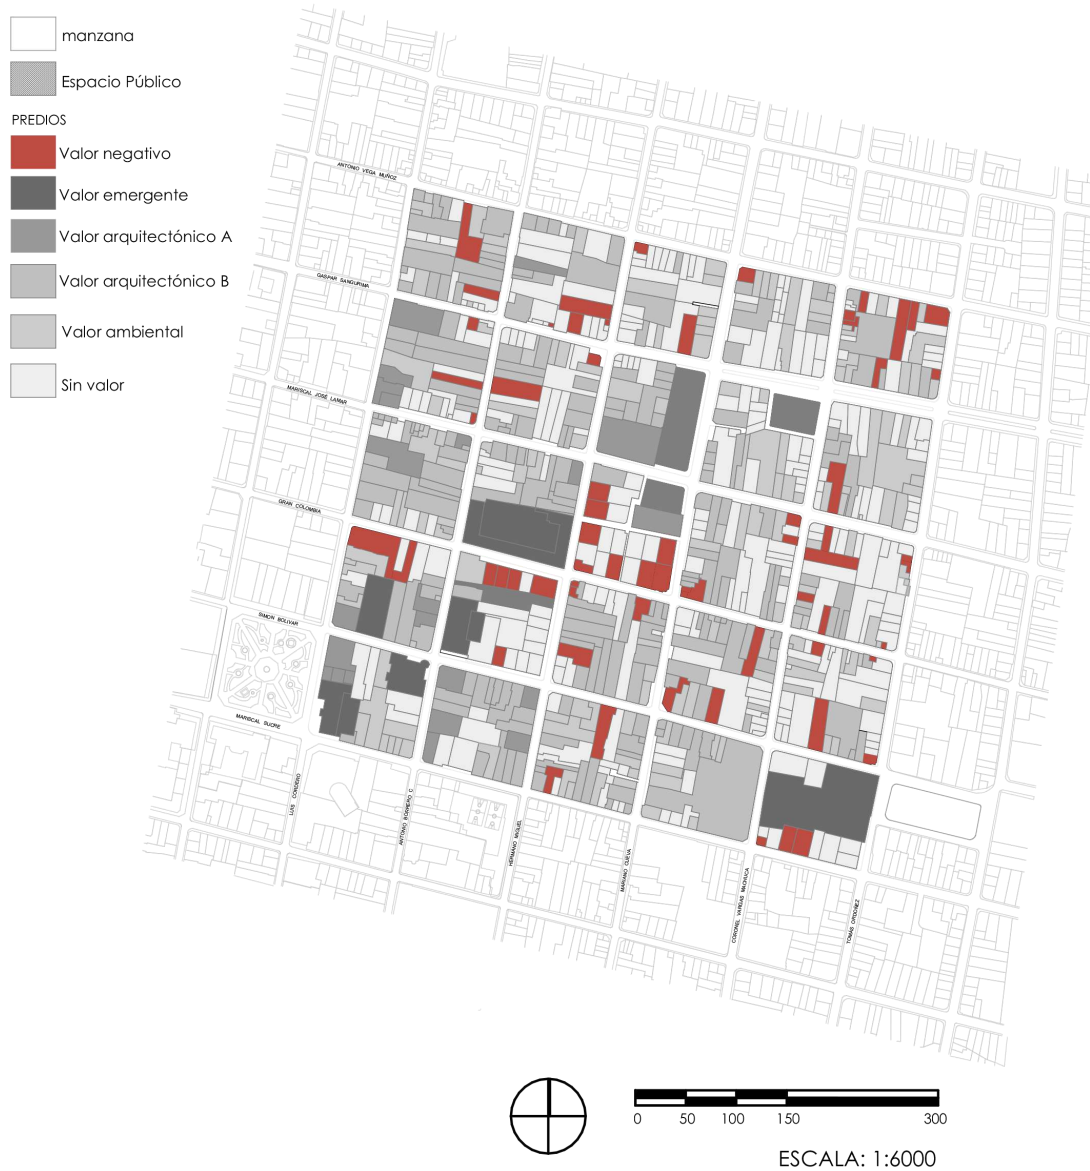 manzana
Espacio Público
PREDIOS
Valor negativo
Valor emergente
Valor arquitectónico A
Valor arquitectónico B
Valor ambiental
Sin valor
ANTONIO VEGA MUÑOZ
GASPAR SANGURIMA
MARISCAL JOSÉ LAMAR
GRAN COLOMBIA
SIMON BOLIVAR
MARISCAL SUCRE
LUIS CORDERO
ANTONIO BORRERO C
HERMANO MIGUEL
MARIANO CUEVA
CORONEL VARGAS MACHUCA
TOMAS ORDOÑEZ
0 50 100 150 300
ESCALA: 1:6000